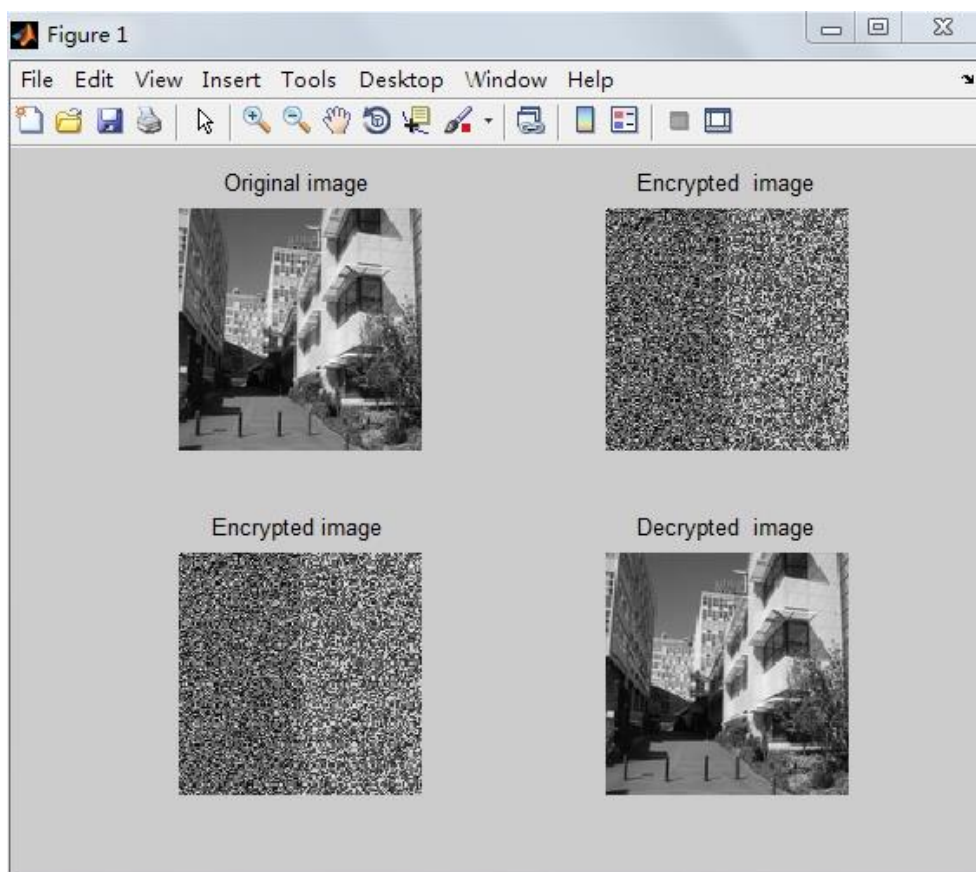 Figure 1
File Edit View Insert Tools Desktop Window Help
Original image
Encrypted  image
Encrypted image
Decrypted  image